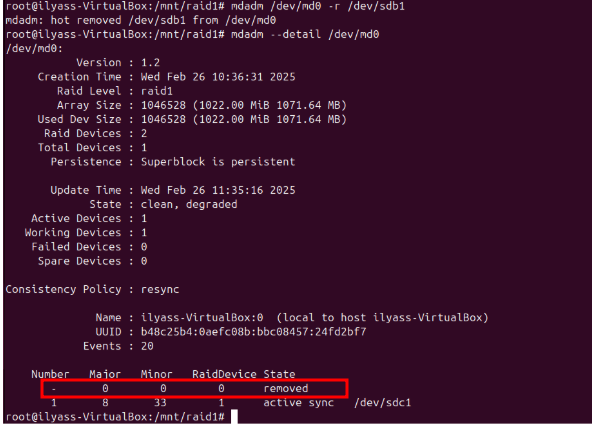 root@ilyass-VirtualBox:/mnt/raid1# mdadm /dev/md0 -r /dev/sdb1
mdadm: hot removed /dev/sdb1 from /dev/md0
root@ilyass-VirtualBox:/mnt/raid1# mdadm --detail /dev/md0
/dev/md0:
Version : 1.2
Creation Time : Wed Feb 26 10:36:31 2025
Raid Level : raid1
Array Size : 1046528 (1022.00 MiB 1071.64 MB)
Used Dev Size : 1046528 (1022.00 MiB 1071.64 MB)
Raid Devices : 2
Total Devices : 1
Persistence : Superblock is persistent
Update Time : Wed Feb 26 11:35:16 2025
State : clean, degraded
Active Devices : 1
Working Devices : 1
Failed Devices : 0
Spare Devices : 0
Consistency Policy : resync
Name : ilyass-VirtualBox:0 (local to host ilyass-VirtualBox)
UUID : b48c25b4:0aefc08b:bbc08457:24fd2bf7
Events : 20
Number Major Minor RaidDevice State
- 0 0 0 removed
1 8 33 1 active sync /dev/sdc1
root@ilyass-VirtualBox:/mnt/raid1#